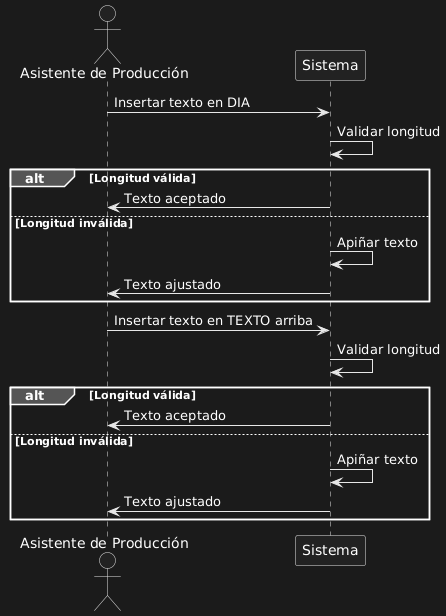 Asistente de Producción
Sistema
Insertar texto en DIA
Validar longitud
alt [Longitud válida]
Texto aceptado
[Longitud inválida]
Apiñar texto
Texto ajustado
Insertar texto en TEXTO arriba
Validar longitud
alt [Longitud válida]
Texto aceptado
[Longitud inválida]
Apiñar texto
Texto ajustado
Asistente de Producción
Sistema